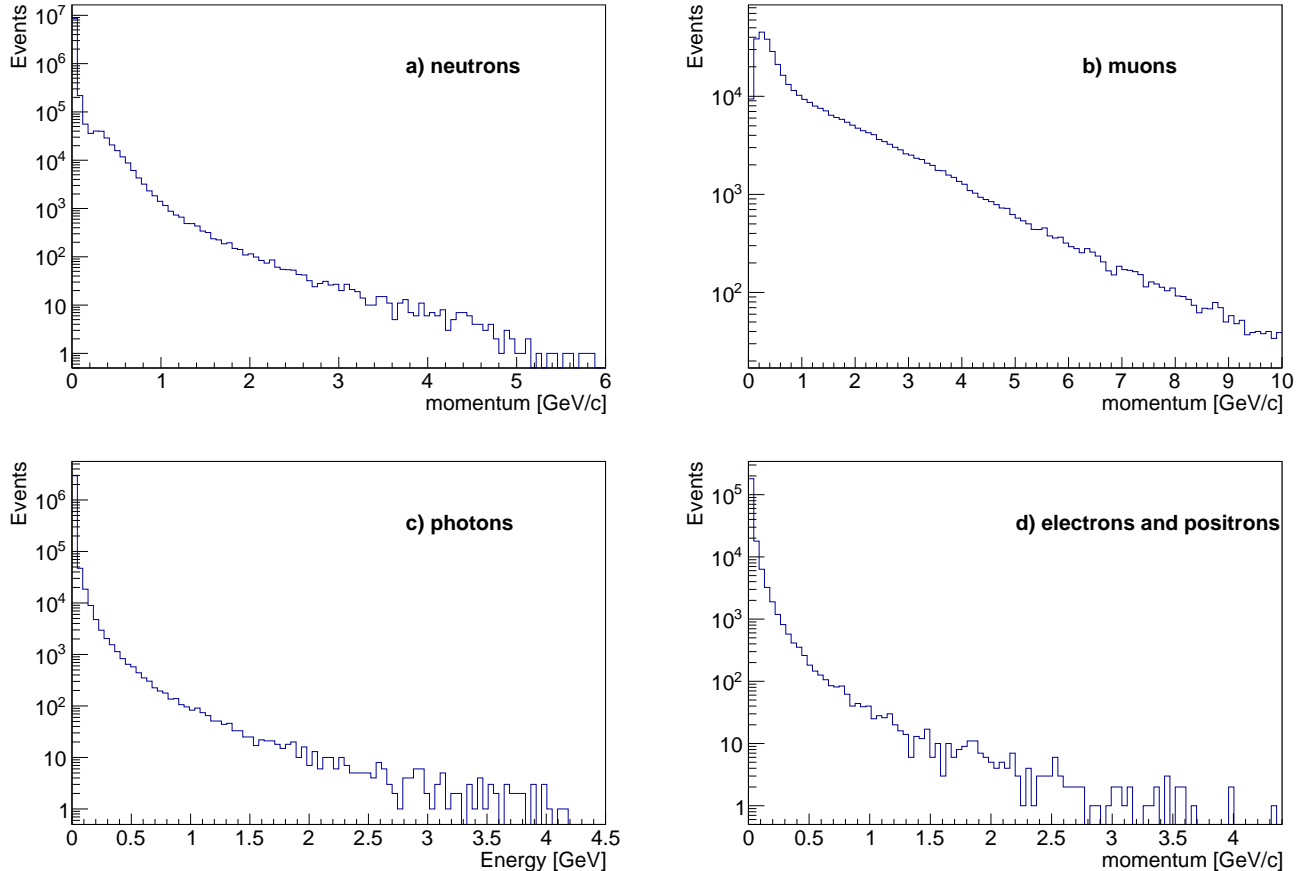 Events
10^7
10^6
10^5
10^4
10^3
10^2
10
1
a) neutrons
0 1 2 3 4 5 6
momentum [GeV/c]
Events
10^4
10^3
10^2
b) muons
0 1 2 3 4 5 6 7 8 9 10
momentum [GeV/c]
Events
10^6
10^5
10^4
10^3
10^2
10
1
c) photons
0 0.5 1 1.5 2 2.5 3 3.5 4 4.5
Energy [GeV]
Events
10^5
10^4
10^3
10^2
10
1
d) electrons and positrons
0 0.5 1 1.5 2 2.5 3 3.5 4
momentum [GeV/c]